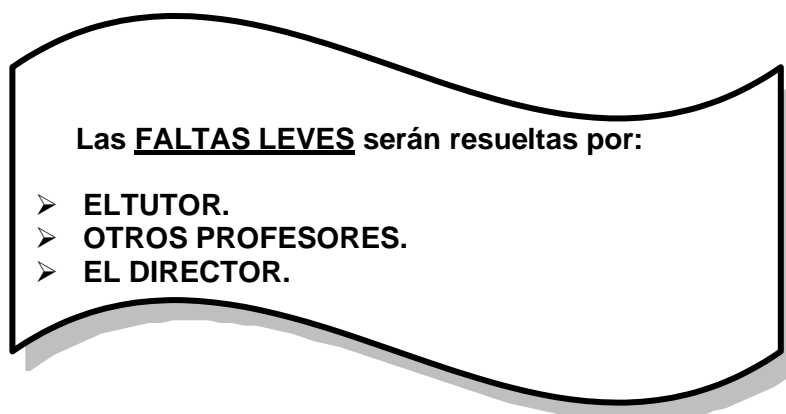 Las FALTAS LEVES serán resueltas por:
➢ ELTUTOR.
➢ OTROS PROFESORES.
➢ EL DIRECTOR.